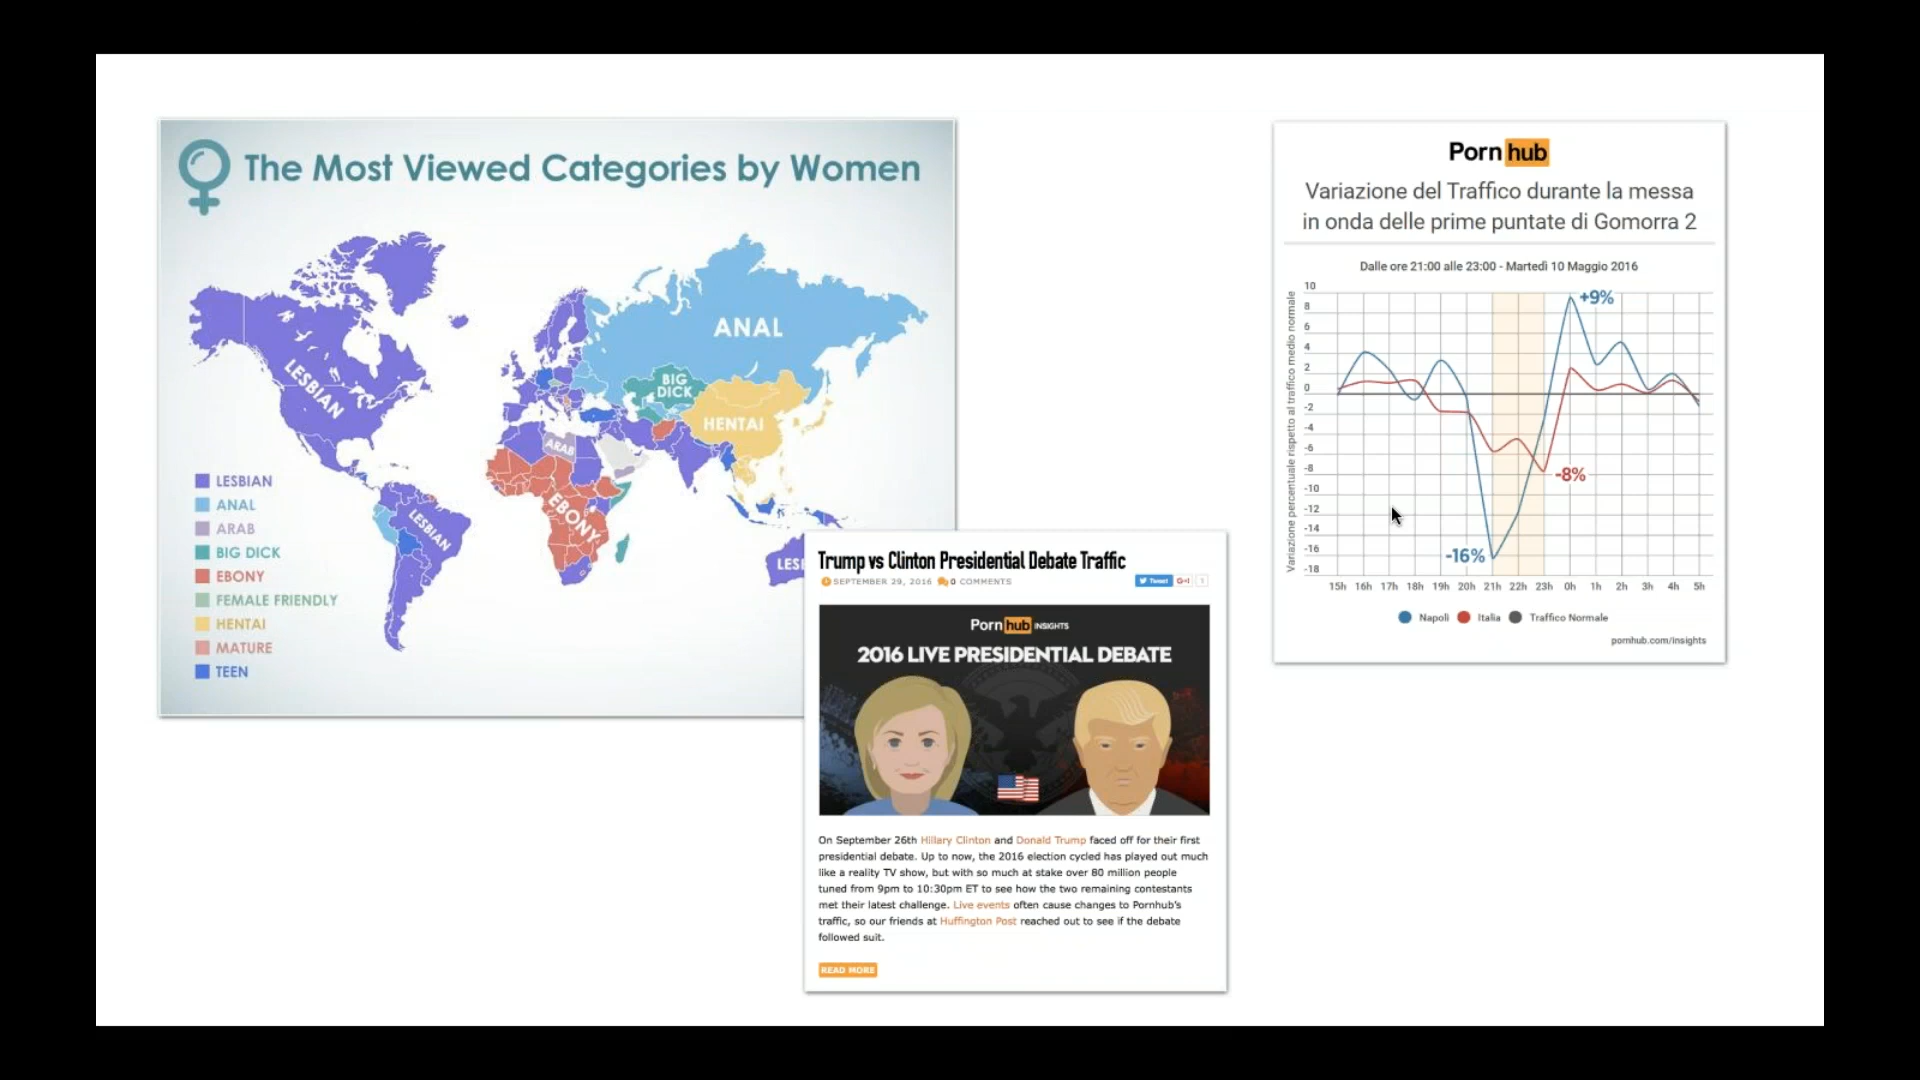 The Most Viewed Categories by Women
LESBIAN
ANAL
BIG
DICK
HENTAI
ARAB
EBONY
LESBIAN
LESB
LESBIAN
ANAL
ARAB
BIG DICK
EBONY
FEMALE FRIENDLY
HENTAI
MATURE
TEEN
Trump vs Clinton Presidential Debate Traffic
SEPTEMBER 29, 2016 0 COMMENTS
Tweet G+1 1
Pornhub INSIGHTS
2016 LIVE PRESIDENTIAL DEBATE
On September 26th Hillary Clinton and Donald Trump faced off for their first
presidential debate. Up to now, the 2016 election cycled has played out much
like a reality TV show, but with so much at stake over 80 million people
tuned from 9pm to 10:30pm ET to see how the two remaining contestants
met their latest challenge. Live events often cause changes to Pornhub's
traffic, so our friends at Huffington Post reached out to see if the debate
followed suit.
READ MORE
Pornhub
Variazione del Traffico durante la messa
in onda delle prime puntate di Gomorra 2
Dalle ore 21:00 alle 23:00 - Martedì 10 Maggio 2016
Variazione percentuale rispetto al traffico medio normale
10
8
6
4
2
0
-2
-4
-6
-8
-10
-12
-14
-16
-18
+9%
-8%
-16%
15h 16h 17h 18h 19h 20h 21h 22h 23h 0h 1h 2h 3h 4h 5h
Napoli Italia Traffico Normale
pornhub.com/insights